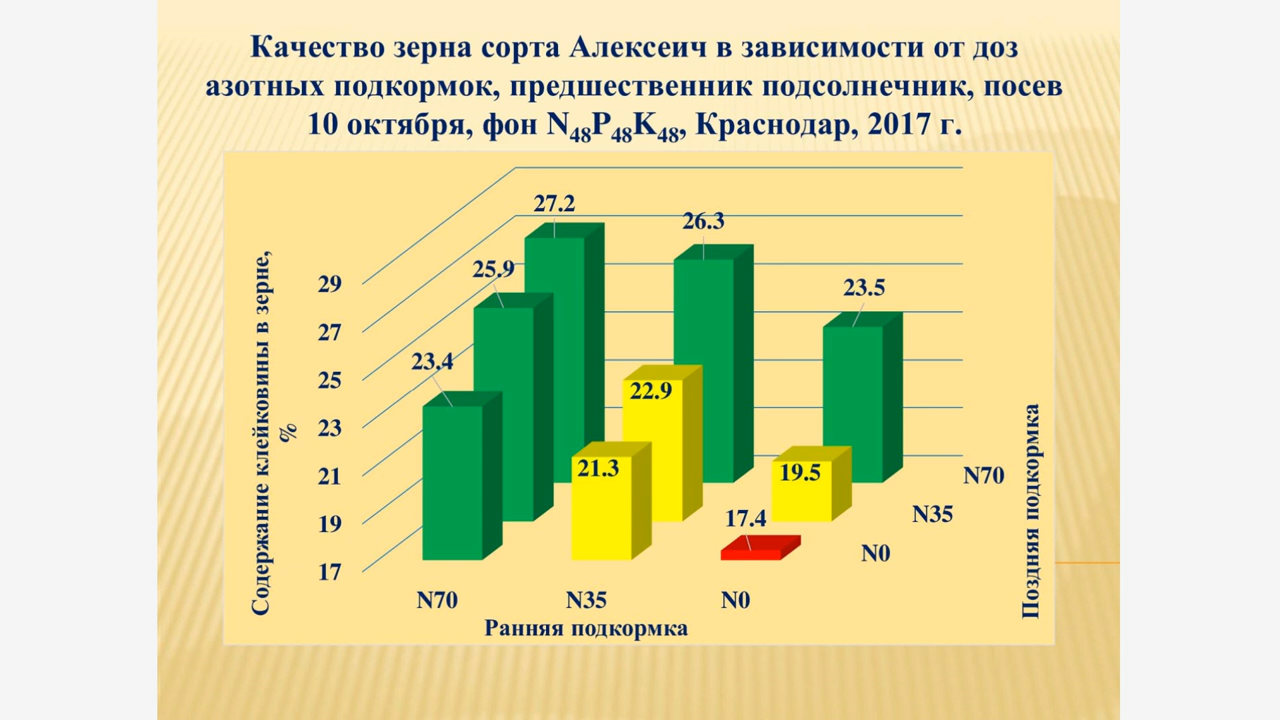 Качество зерна сорта Алексеич в зависимости от доз
азотных подкормок, предшественник подсолнечник, посев
10 октября, фон N48P48K48, Краснодар, 2017 г.
Содержание клейковины в зерне,
%
29
27
25
23
21
19
17
27.2
26.3
25.9
23.5
23.4
22.9
21.3
19.5
17.4
N70
N35
N0
N70
N35
N0
Ранняя подкормка
Поздняя подкормка